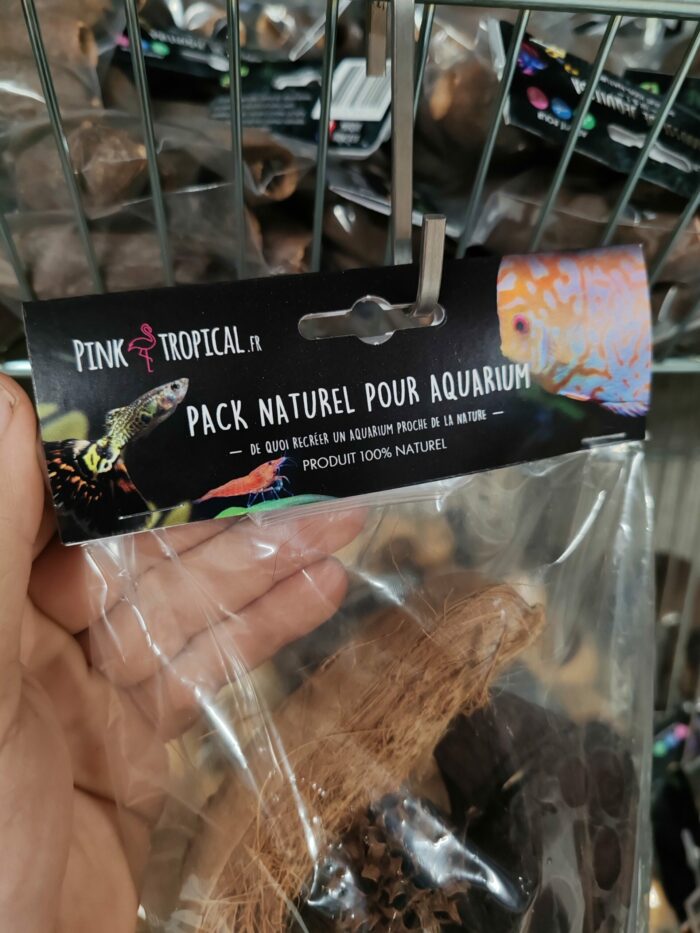 PINK TROPICAL.FR
PACK NATUREL POUR AQUARIUM
— DE QUOI RECRÉER UN AQUARIUM PROCHE DE LA NATURE —
PRODUIT 100% NATUREL